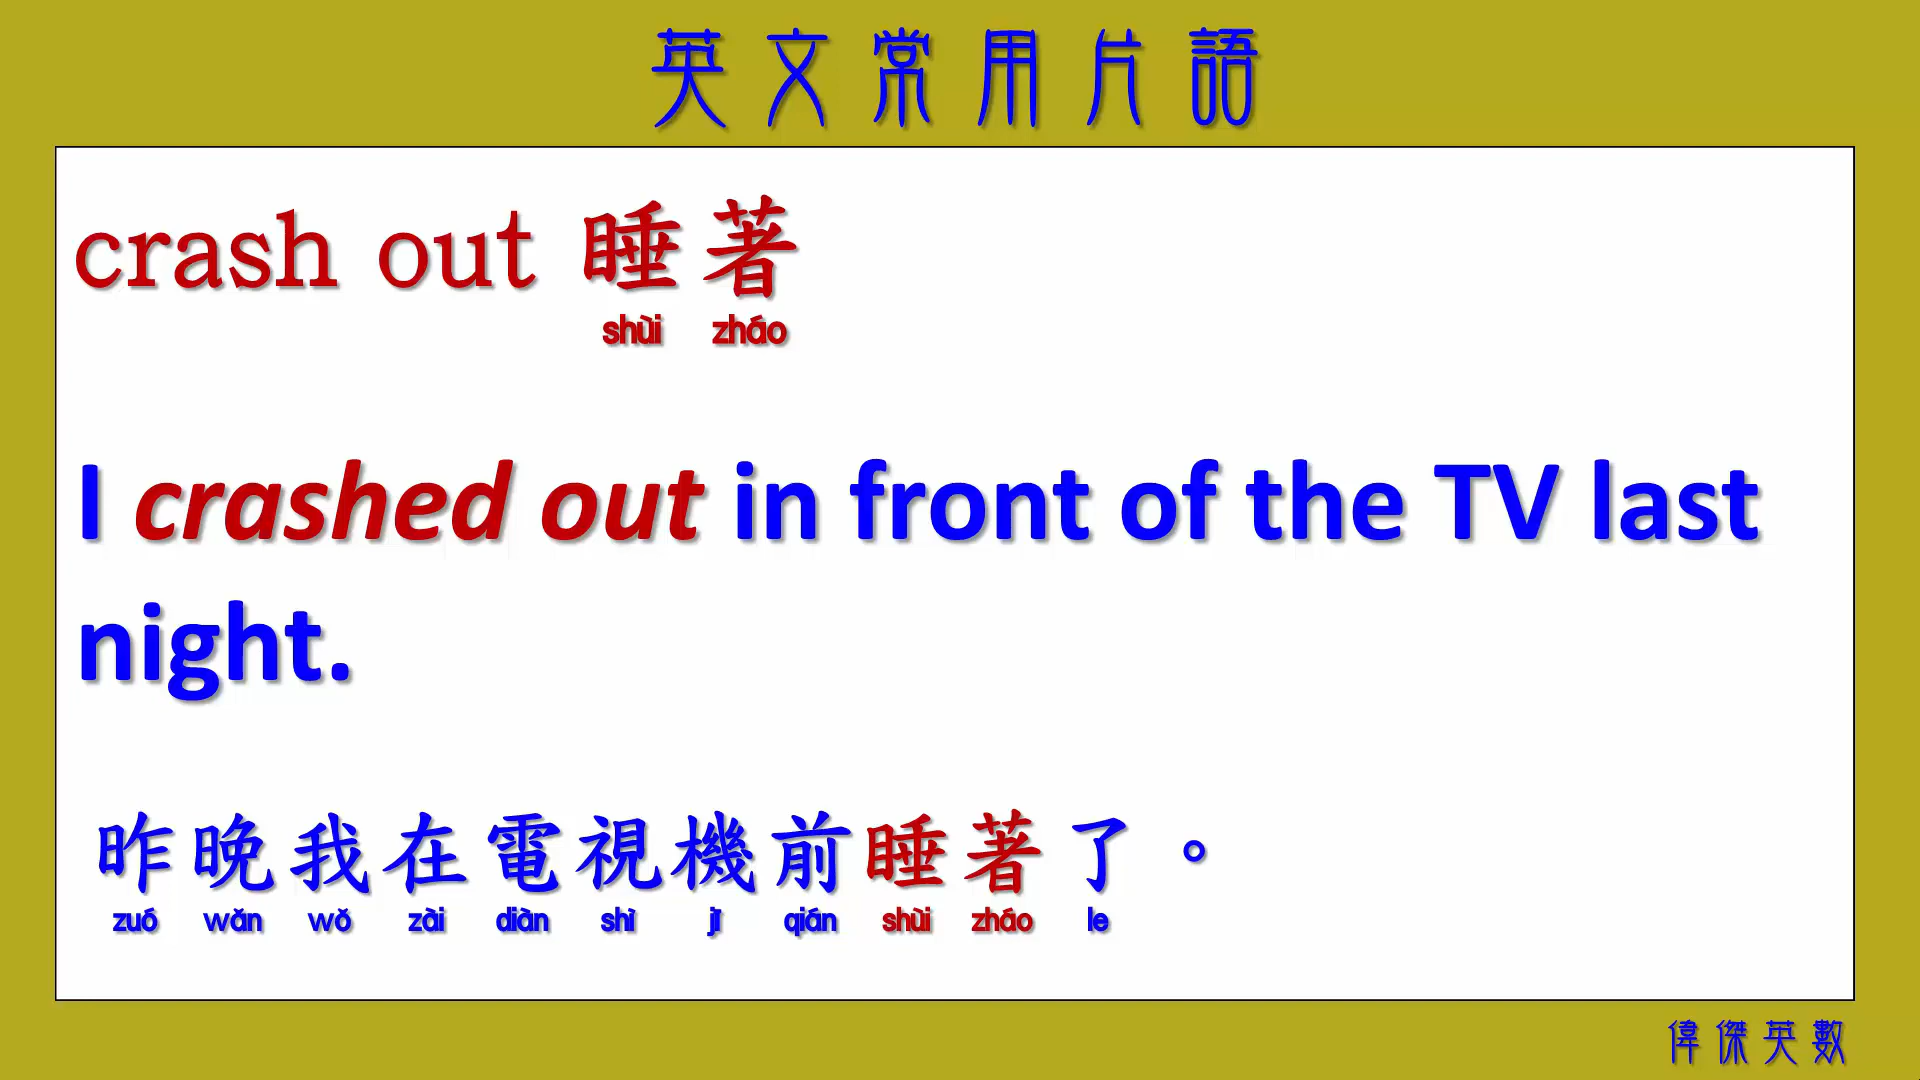 英文常用片語
crash out 睡著
shùi zháo
I crashed out in front of the TV last
night.
昨晚我在電視機前睡著了。
zuó wǎn wǒ zài diàn shì jī qián shùi zháo le
偉傑英數